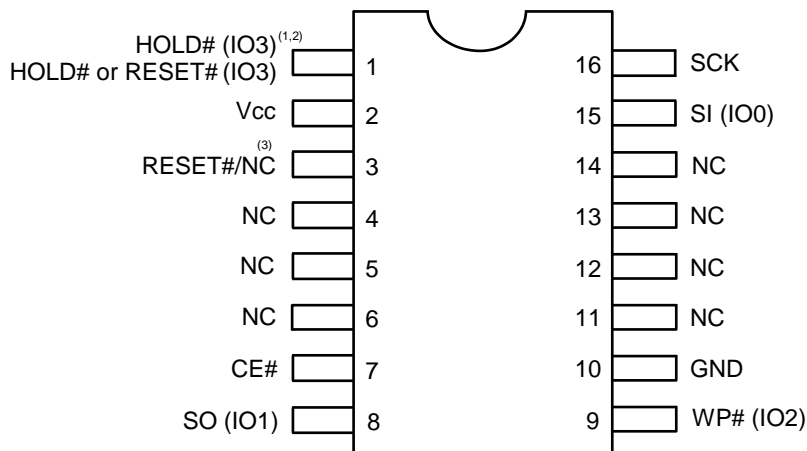 HOLD# (IO3)(1,2)
HOLD# or RESET# (IO3)
1
16
SCK
Vcc
2
15
SI (IO0)
RESET#/NC(3)
3
14
NC
NC
4
13
NC
NC
5
12
NC
NC
6
11
NC
CE#
7
10
GND
SO (IO1)
8
9
WP# (IO2)